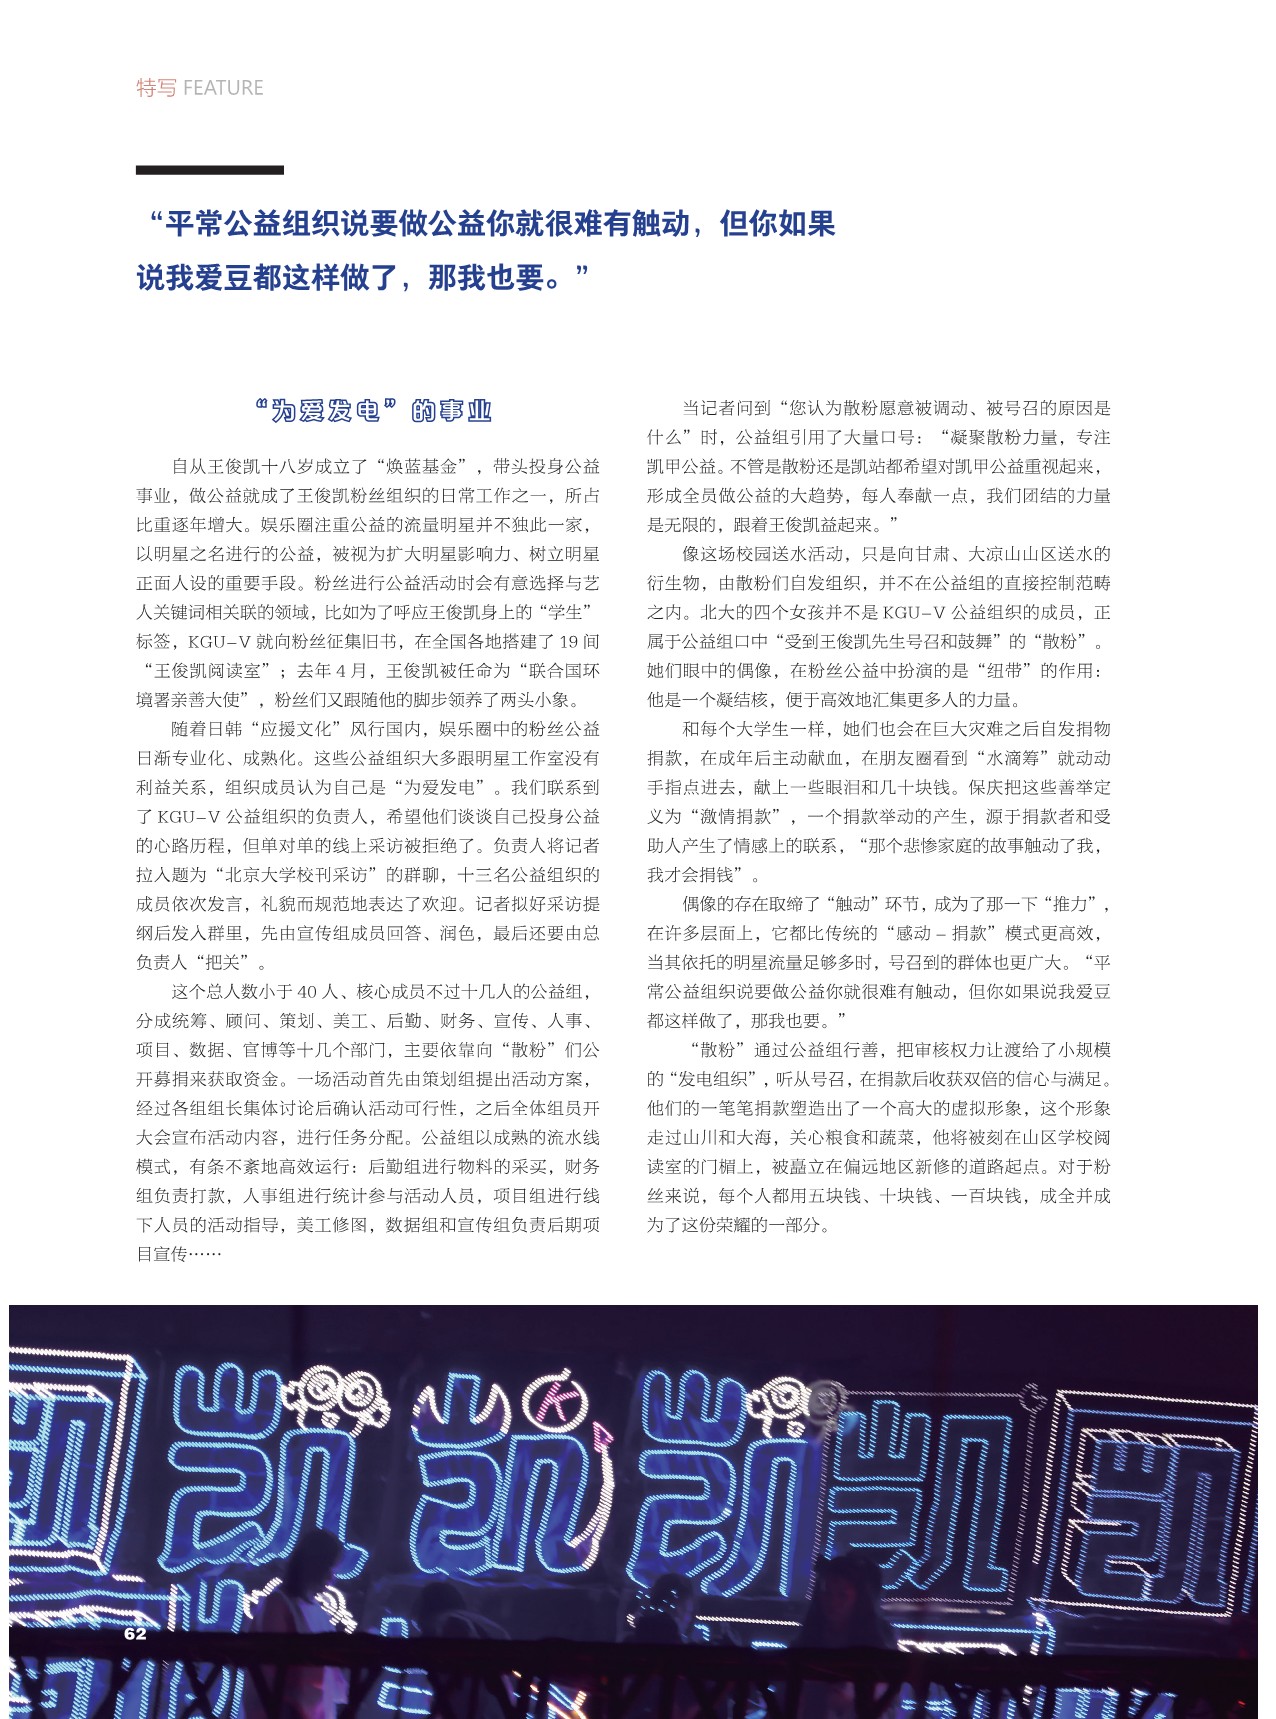 特写 FEATURE
“平常公益组织说要做公益你就很难有触动，但你如果
说我爱豆都这样做了，那我也要。”
“为爱发电”的事业
自从王俊凯十八岁成立了“焕蓝基金”，带头投身公益
事业，做公益就成了王俊凯粉丝组织的日常工作之一，所占
比重逐年增大。娱乐圈注重公益的流量明星并不独此一家，
以明星之名进行的公益，被视为扩大明星影响力、树立明星
正面人设的重要手段。粉丝进行公益活动时会有意选择与艺
人关键词相关联的领域，比如为了呼应王俊凯身上的“学生”
标签，KGU–V 就向粉丝征集旧书，在全国各地搭建了 19 间
“王俊凯阅读室”；去年 4 月，王俊凯被任命为“联合国环
境署亲善大使”，粉丝们又跟随他的脚步领养了两头小象。
随着日韩“应援文化”风行国内，娱乐圈中的粉丝公益
日渐专业化、成熟化。这些公益组织大多跟明星工作室没有
利益关系，组织成员认为自己是“为爱发电”。我们联系到
了 KGU–V 公益组织的负责人，希望他们谈谈自己投身公益
的心路历程，但单对单的线上采访被拒绝了。负责人将记者
拉入题为“北京大学校刊采访”的群聊，十三名公益组织的
成员依次发言，礼貌而规范地表达了欢迎。记者拟好采访提
纲后发入群里，先由宣传组成员回答、润色，最后还要由总
负责人“把关”。
这个总人数小于 40 人、核心成员不过十几人的公益组，
分成统筹、顾问、策划、美工、后勤、财务、宣传、人事、
项目、数据、官博等十几个部门，主要依靠向“散粉”们公
开募捐来获取资金。一场活动首先由策划组提出活动方案，
经过各组组长集体讨论后确认活动可行性，之后全体组员开
大会宣布活动内容，进行任务分配。公益组以成熟的流水线
模式，有条不紊地高效运行：后勤组进行物料的采买，财务
组负责打款，人事组进行统计参与活动人员，项目组进行线
下人员的活动指导，美工修图，数据组和宣传组负责后期项
目宣传……
当记者问到“您认为散粉愿意被调动、被号召的原因是
什么”时，公益组引用了大量口号：“凝聚散粉力量，专注
凯甲公益。不管是散粉还是凯站都希望对凯甲公益重视起来，
形成全员做公益的大趋势，每人奉献一点，我们团结的力量
是无限的，跟着王俊凯益起来。”
像这场校园送水活动，只是向甘肃、大凉山山区送水的
衍生物，由散粉们自发组织，并不在公益组的直接控制范畴
之内。北大的四个女孩并不是 KGU–V 公益组织的成员，正
属于公益组口中“受到王俊凯先生号召和鼓舞”的“散粉”。
她们眼中的偶像，在粉丝公益中扮演的是“纽带”的作用：
他是一个凝结核，便于高效地汇集更多人的力量。
和每个大学生一样，她们也会在巨大灾难之后自发捐物
捐款，在成年后主动献血，在朋友圈看到“水滴筹”就动动
手指点进去，献上一些眼泪和几十块钱。保庆把这些善举定
义为“激情捐款”，一个捐款举动的产生，源于捐款者和受
助人产生了情感上的联系，“那个悲惨家庭的故事触动了我，
我才会捐钱”。
偶像的存在取缔了“触动”环节，成为了那一下“推力”，
在许多层面上，它都比传统的“感动 – 捐款”模式更高效，
当其依托的明星流量足够多时，号召到的群体也更广大。“平
常公益组织说要做公益你就很难有触动，但你如果说我爱豆
都这样做了，那我也要。”
“散粉”通过公益组行善，把审核权力让渡给了小规模
的“发电组织”，听从号召，在捐款后收获双倍的信心与满足。
他们的一笔笔捐款塑造出了一个高大的虚拟形象，这个形象
走过山川和大海，关心粮食和蔬菜，他将被刻在山区学校阅
读室的门楣上，被矗立在偏远地区新修的道路起点。对于粉
丝来说，每个人都用五块钱、十块钱、一百块钱，成全并成
为了这份荣耀的一部分。
凯 凯 凯 凯 凯 凯
K
62